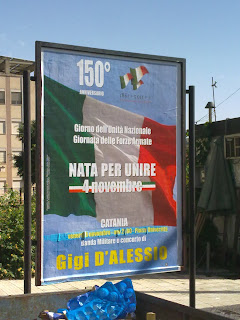 150°
ANNIVERSARIO
Giorno dell'Unità Nazionale
Giornata delle Forze Armate
NATA PER UNIRE
4 novembre
CATANIA
Banda Militare e concerto di
Gigi D'ALESSIO